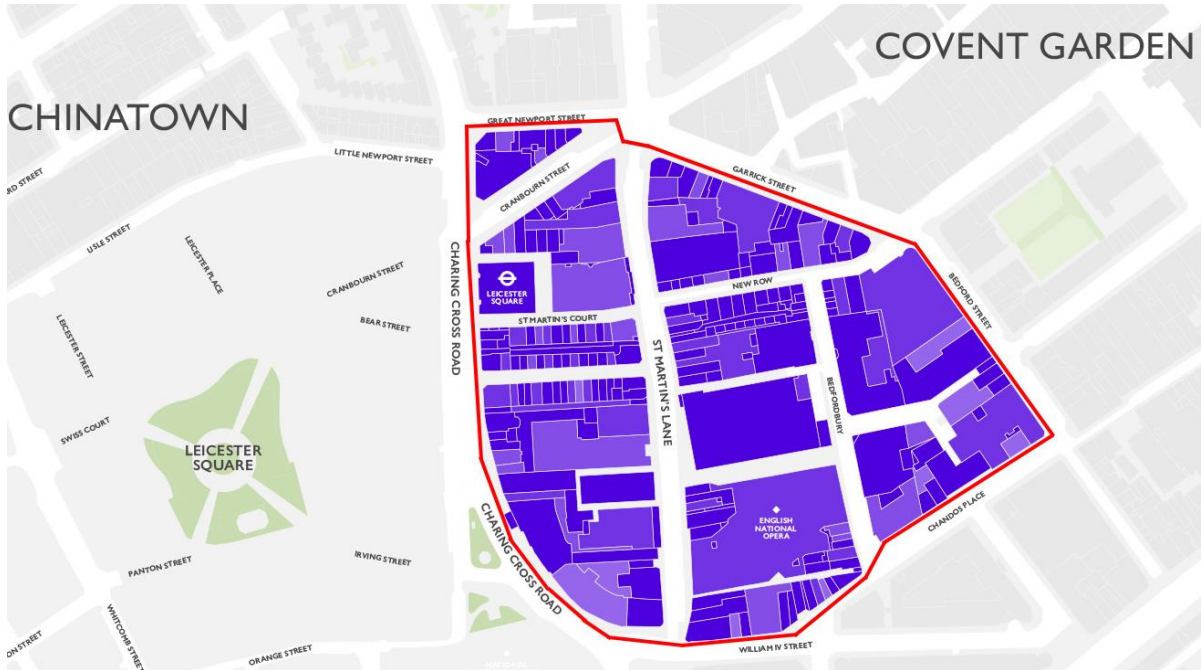 COVENT GARDEN
CHINATOWN
GREAT NEWPORT STREET
LITTLE NEWPORT STREET
GARRICK STREET
CRANBOURN STREET
STREET
LISLE STREET
LEICESTER PLACE
CHARING CROSS ROAD
CRANBOURN STREET
LEICESTER
SQUARE
NEW ROW
BEDFORD STREET
BEAR STREET
ST MARTIN'S COURT
LEICESTER STREET
ST MARTIN'S LANE
BEDFORDBURY
SWISS COURT
LEICESTER
SQUARE
CHARING CROSS ROAD
ENGLISH
NATIONAL
OPERA
CHANDOS PLACE
PANTON STREET
IRVING STREET
WHITCOMB STREET
STREET
ORANGE STREET
WILLIAM IV STREET
NATIONAL